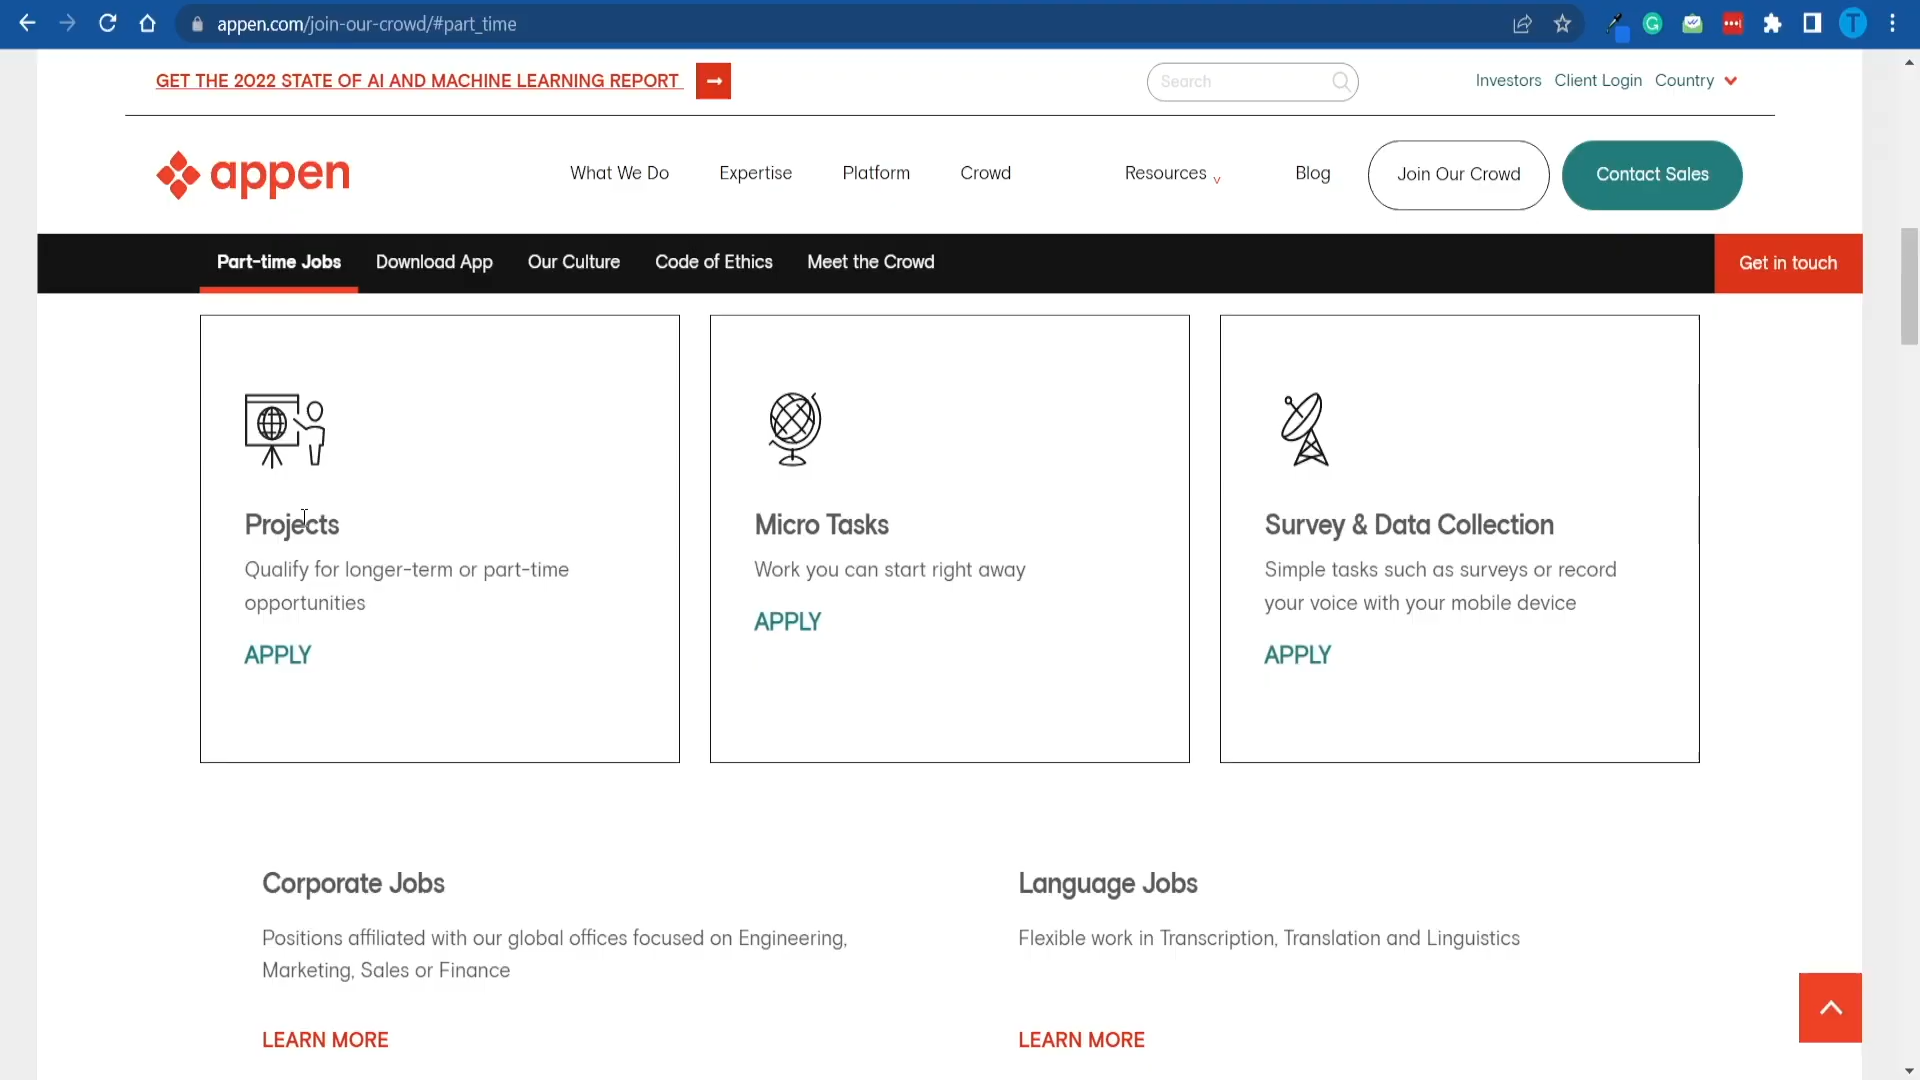 appen.com/join-our-crowd/#part_time
T
GET THE 2022 STATE OF AI AND MACHINE LEARNING REPORT
Search
Investors Client Login Country
appen
What We Do Expertise Platform Crowd Resources Blog Join Our Crowd Contact Sales
Part-time Jobs Download App Our Culture Code of Ethics Meet the Crowd Get in touch
Projects
Qualify for longer-term or part-time
opportunities
APPLY
Micro Tasks
Work you can start right away
APPLY
Survey & Data Collection
Simple tasks such as surveys or record
your voice with your mobile device
APPLY
Corporate Jobs
Positions affiliated with our global offices focused on Engineering,
Marketing, Sales or Finance
LEARN MORE
Language Jobs
Flexible work in Transcription, Translation and Linguistics
LEARN MORE